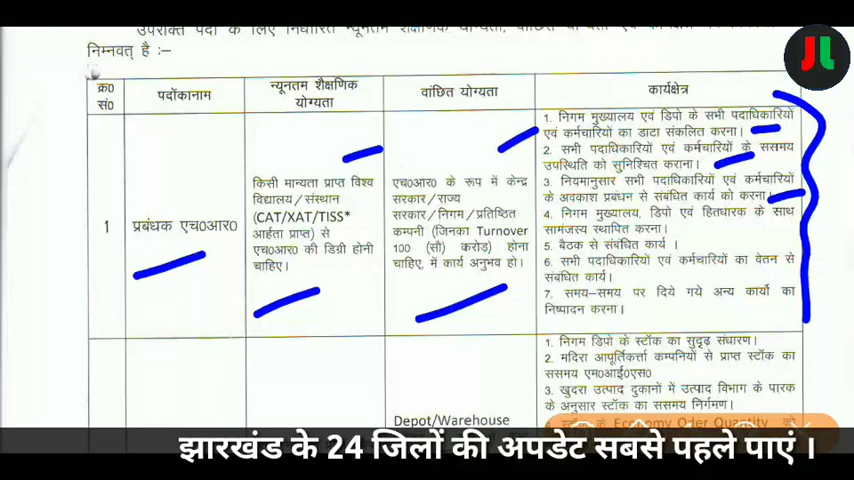 उपरोक्त पदों के लिए निर्धारित न्यूनतम शैक्षणिक योग्यता,
निम्नवत् है :–
क्र0 सं0
पदोंकानाम
न्यूनतम शैक्षणिक
योग्यता
वांछित योग्यता
कार्यक्षेत्र
1
प्रबंधक एच0आर0
किसी मान्यता प्राप्त विश्व
विद्यालय/संस्थान
(CAT/XAT/TISS*
आर्हता प्राप्त) से
एच0आर0 की डिग्री होनी
चाहिए।
एच0आर0 के रूप में केन्द्र
सरकार/राज्य
सरकार/निगम/प्रतिष्ठित
कम्पनी (जिनका Turnover
100 (सौ) करोड़) होना
चाहिए, में कार्य अनुभव हो।
1. निगम मुख्यालय एवं डिपो के सभी पदाधिकारियों
एवं कर्मचारियों का डाटा संकलित करना।
2. सभी पदाधिकारियों एवं कर्मचारियों के ससमय
उपस्थिति को सुनिश्चित कराना।
3. नियमानुसार सभी पदाधिकारियों एवं कर्मचारियों
के अवकाश प्रबंधन से संबंधित कार्य को करना।
4. निगम मुख्यालय, डिपो एवं हितधारक के साथ
सामंजस्य स्थापित करना।
5. बैठक से संबंधित कार्य ।
6. सभी पदाधिकारियों एवं कर्मचारियों का वेतन से
संबंधित कार्य।
7. समय–समय पर दिये गये अन्य कार्यो का
निष्पादन करना।
Depot/Warehouse
1. निगम डिपो के स्टॉक का सुदृढ़ संधारण।
2. मदिरा आपूर्तिकर्त्ता कम्पनियों से प्राप्त स्टॉक का
ससमय एम0आई0एस0
3. खुदरा उत्पाद दुकानों में उत्पाद विभाग के पारक
के अनुसार स्टॉक का ससमय निर्गमण।
4. स्टॉक के Economy Oder Quantity को
झारखंड के 24 जिलों की अपडेट सबसे पहले पाएं ।
JL